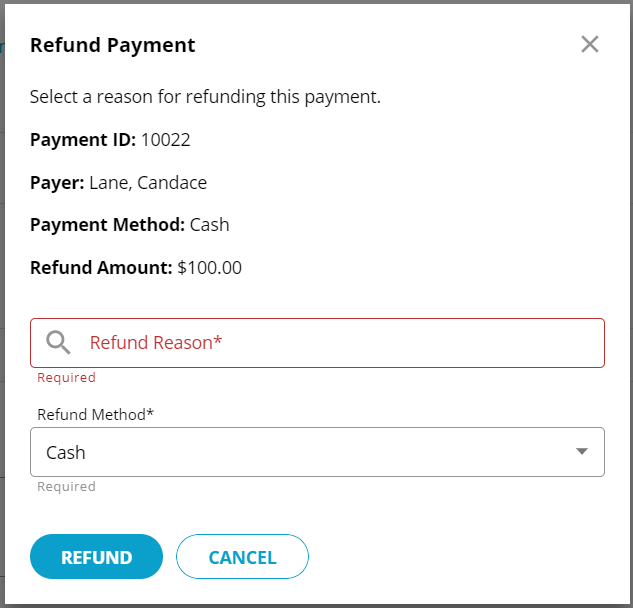 Refund Payment
Select a reason for refunding this payment.
Payment ID: 10022
Payer: Lane, Candace
Payment Method: Cash
Refund Amount: $100.00
Refund Reason*
Required
Refund Method*
Cash
Required
REFUND CANCEL